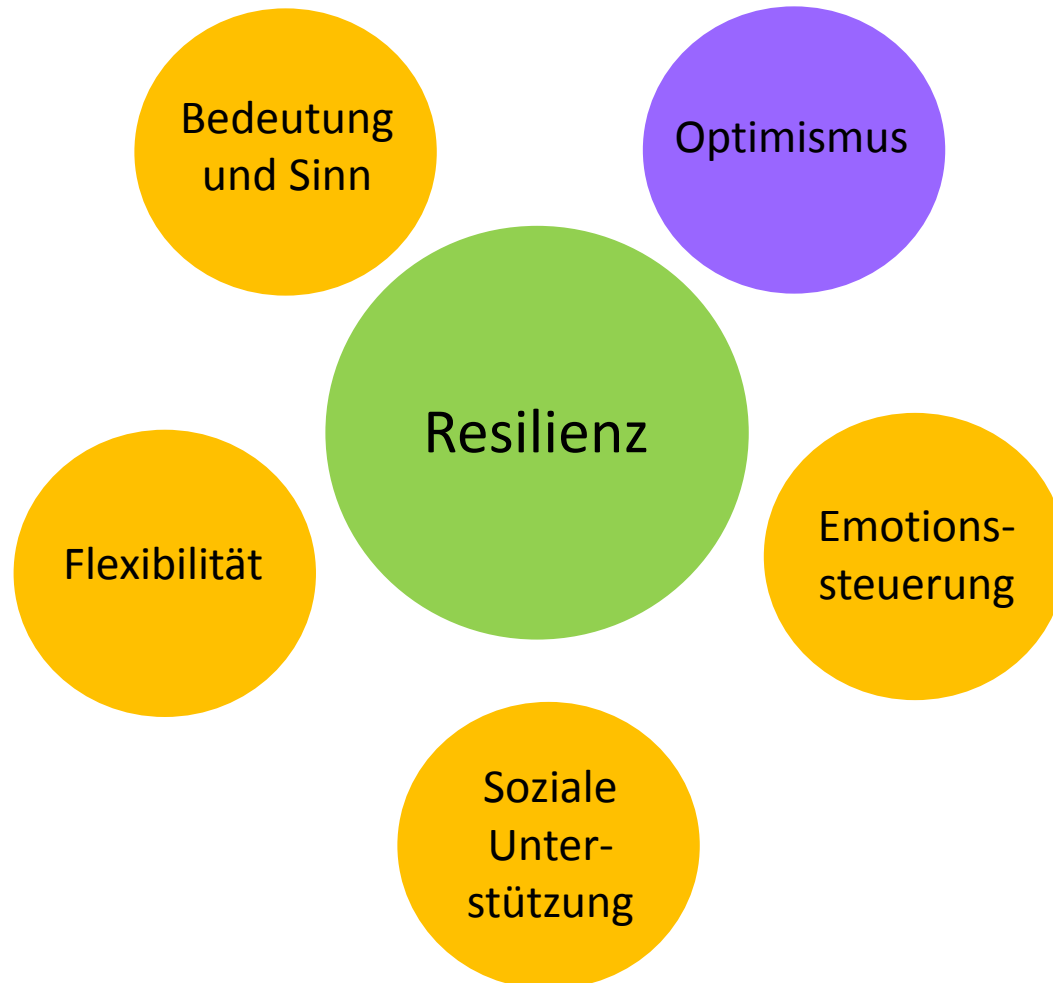 Bedeutung
und Sinn
Optimismus
Resilienz
Flexibilität
Emotions-
steuerung
Soziale
Unter-
stützung